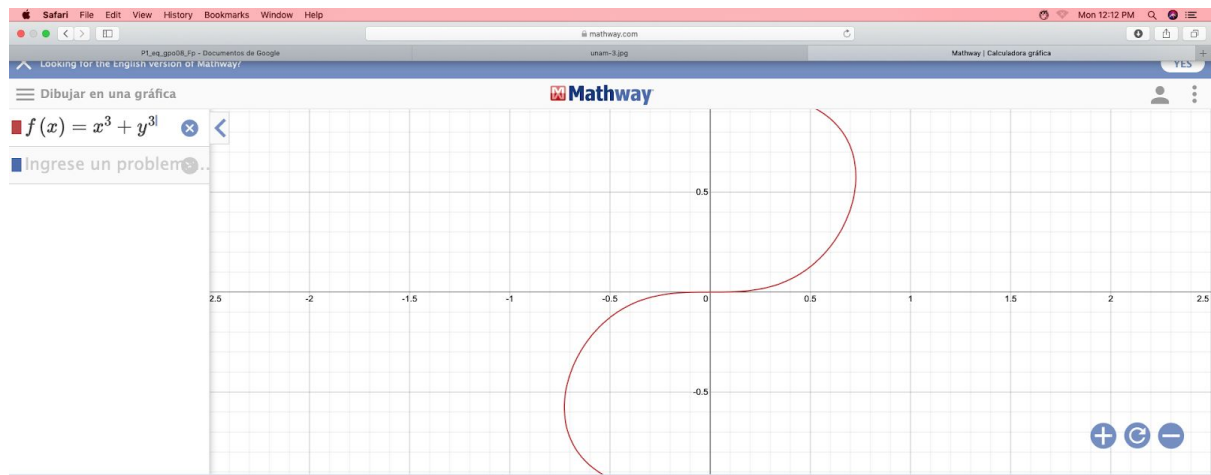 Safari File Edit View History Bookmarks Window Help Mon 12:12 PM
mathway.com
P1_eq_gpo08_Fp - Documentos de Google unam-3.jpg Mathway | Calculadora gráfica +
Looking for the English version of Mathway? YES
Dibujar en una gráfica Mathway
f(x) = x³ + y³
Ingrese un problema...
0.5
2.5 -2 -1.5 -1 -0.5 0 0.5 1 1.5 2 2.5
-0.5